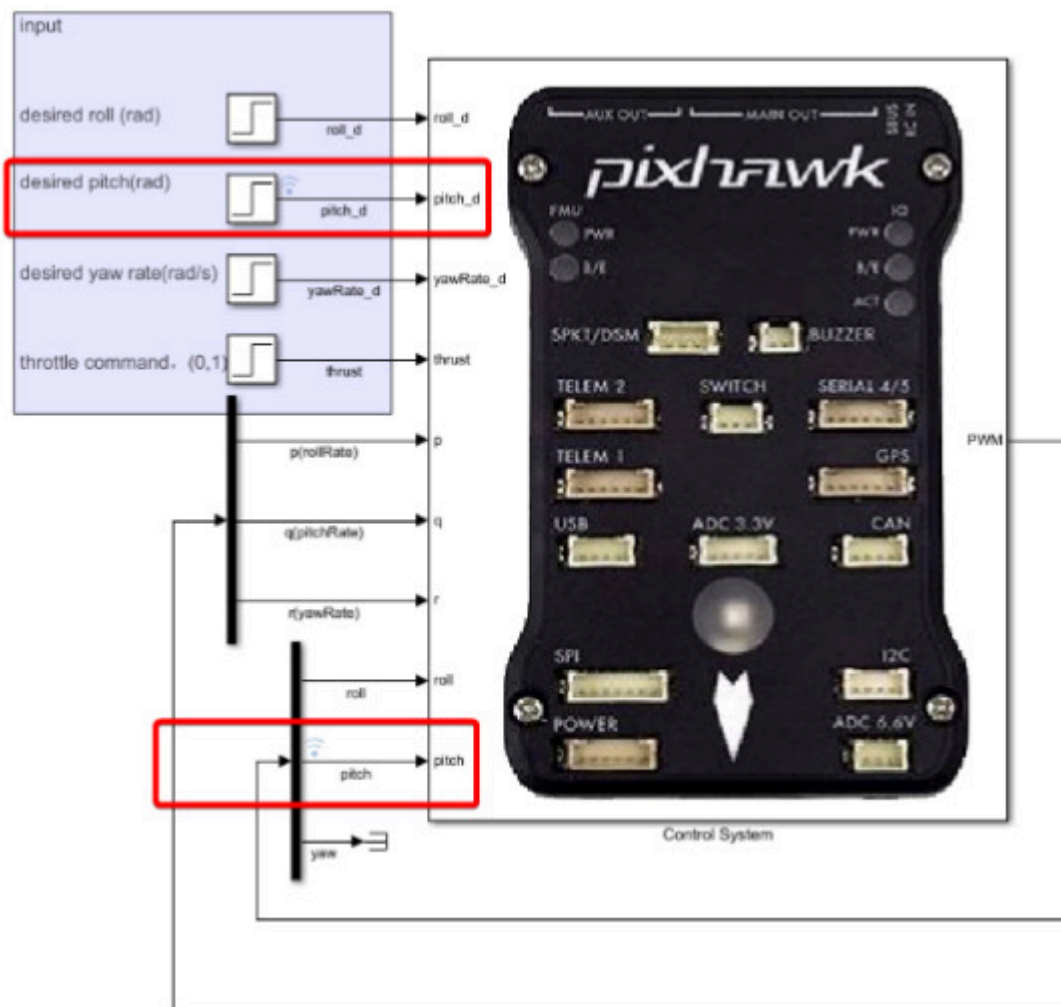 input
desired roll (rad)
roll_d
roll_d
desired pitch(rad)
pitch_d
pitch_d
desired yaw rate(rad/s)
yawRate_d
yawRate_d
throttle command，(0,1)
thrust
thrust
p(rollRate)
p
q(pitchRate)
q
r(yawRate)
r
roll
roll
pitch
pitch
yaw
AUX OUT
MAIN OUT
SBUS
RC IN
pixhawk
FMU
IO
PWR
PWR
B/E
B/E
ACT
SPKT/DSM
BUZZER
TELEM 2
SWITCH
SERIAL 4/5
TELEM 1
GPS
USB
ADC 3.3V
CAN
SPI
I2C
POWER
ADC 6.6V
PWM
Control System